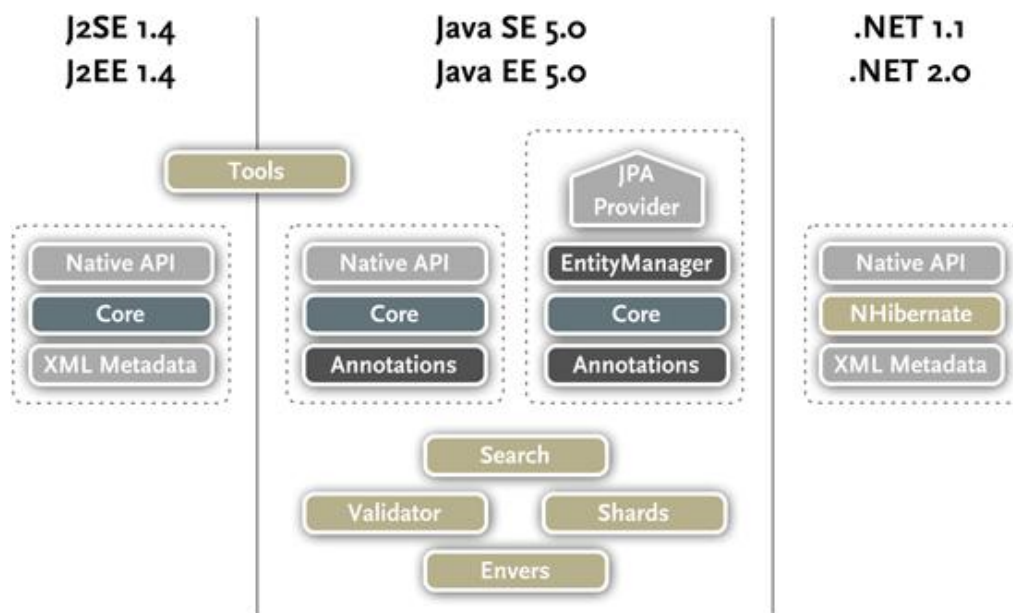 J2SE 1.4
J2EE 1.4
Java SE 5.0
Java EE 5.0
.NET 1.1
.NET 2.0
Tools
Native API
Core
XML Metadata
Native API
Core
Annotations
JPA
Provider
EntityManager
Core
Annotations
Native API
NHibernate
XML Metadata
Search
Validator
Shards
Envers